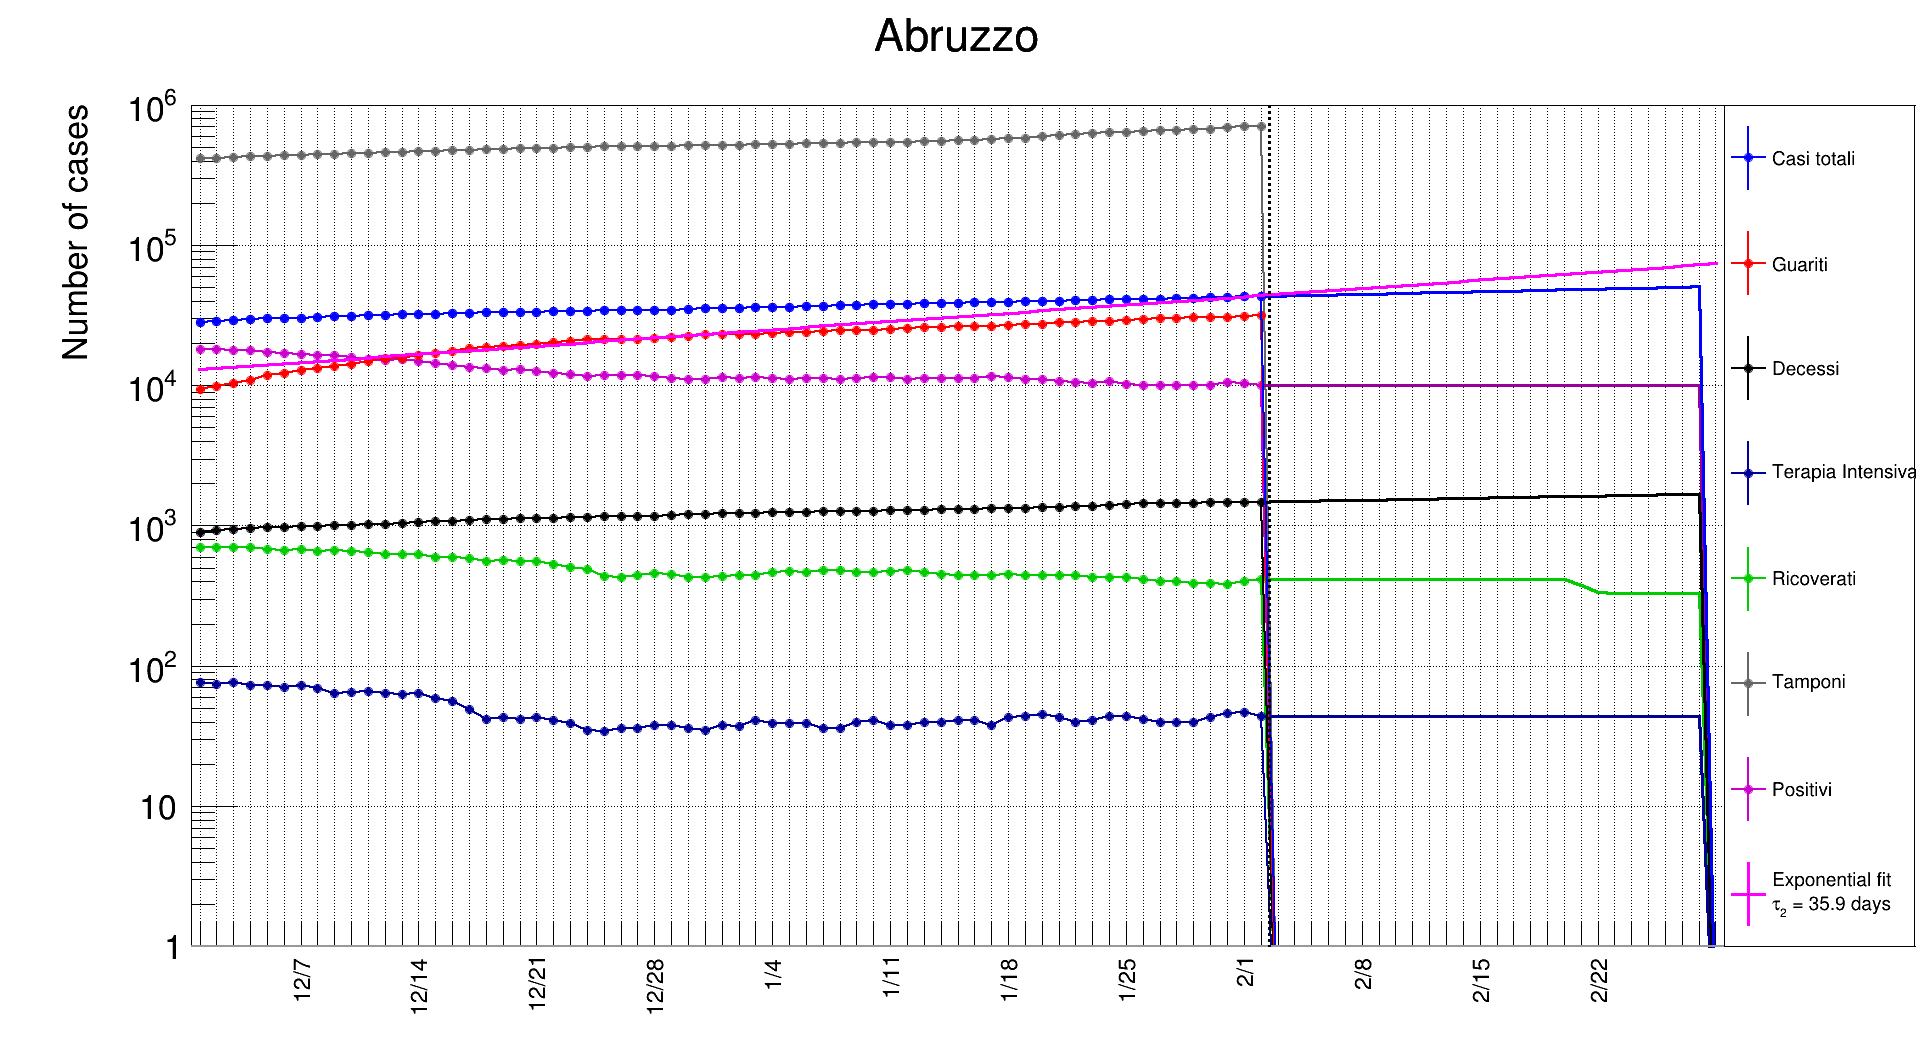 Abruzzo
Number of cases
10^6
10^5
10^4
10^3
10^2
10
1
12/7
12/14
12/21
12/28
1/4
1/11
1/18
1/25
2/1
2/8
2/15
2/22
Casi totali
Guariti
Decessi
Terapia Intensiva
Ricoverati
Tamponi
Positivi
Exponential fit
τ_2 = 35.9 days